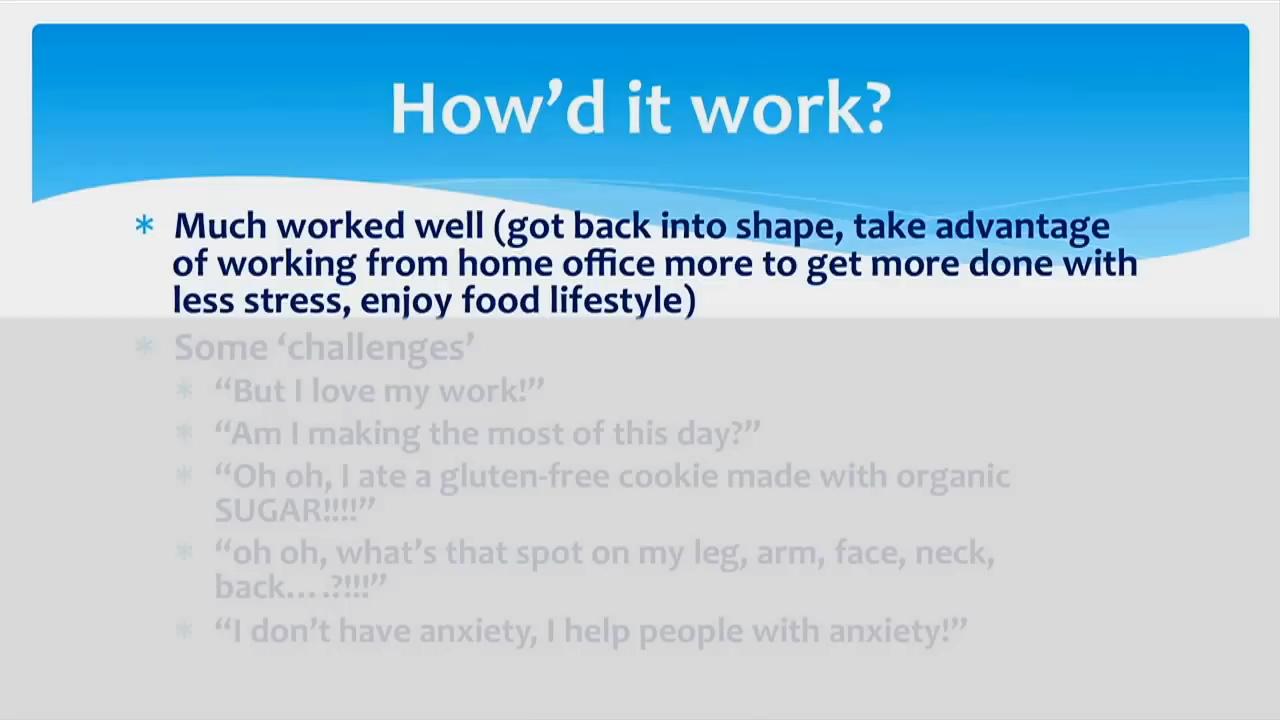 How’d it work?
* Much worked well (got back into shape, take advantage
of working from home office more to get more done with
less stress, enjoy food lifestyle)
* Some ‘challenges’
* “But I love my work!”
* “Am I making the most of this day?”
* “Oh oh, I ate a gluten-free cookie made with organic
SUGAR!!!!”
* “oh oh, what’s that spot on my leg, arm, face, neck,
back….?!!!”
* “I don’t have anxiety, I help people with anxiety!”